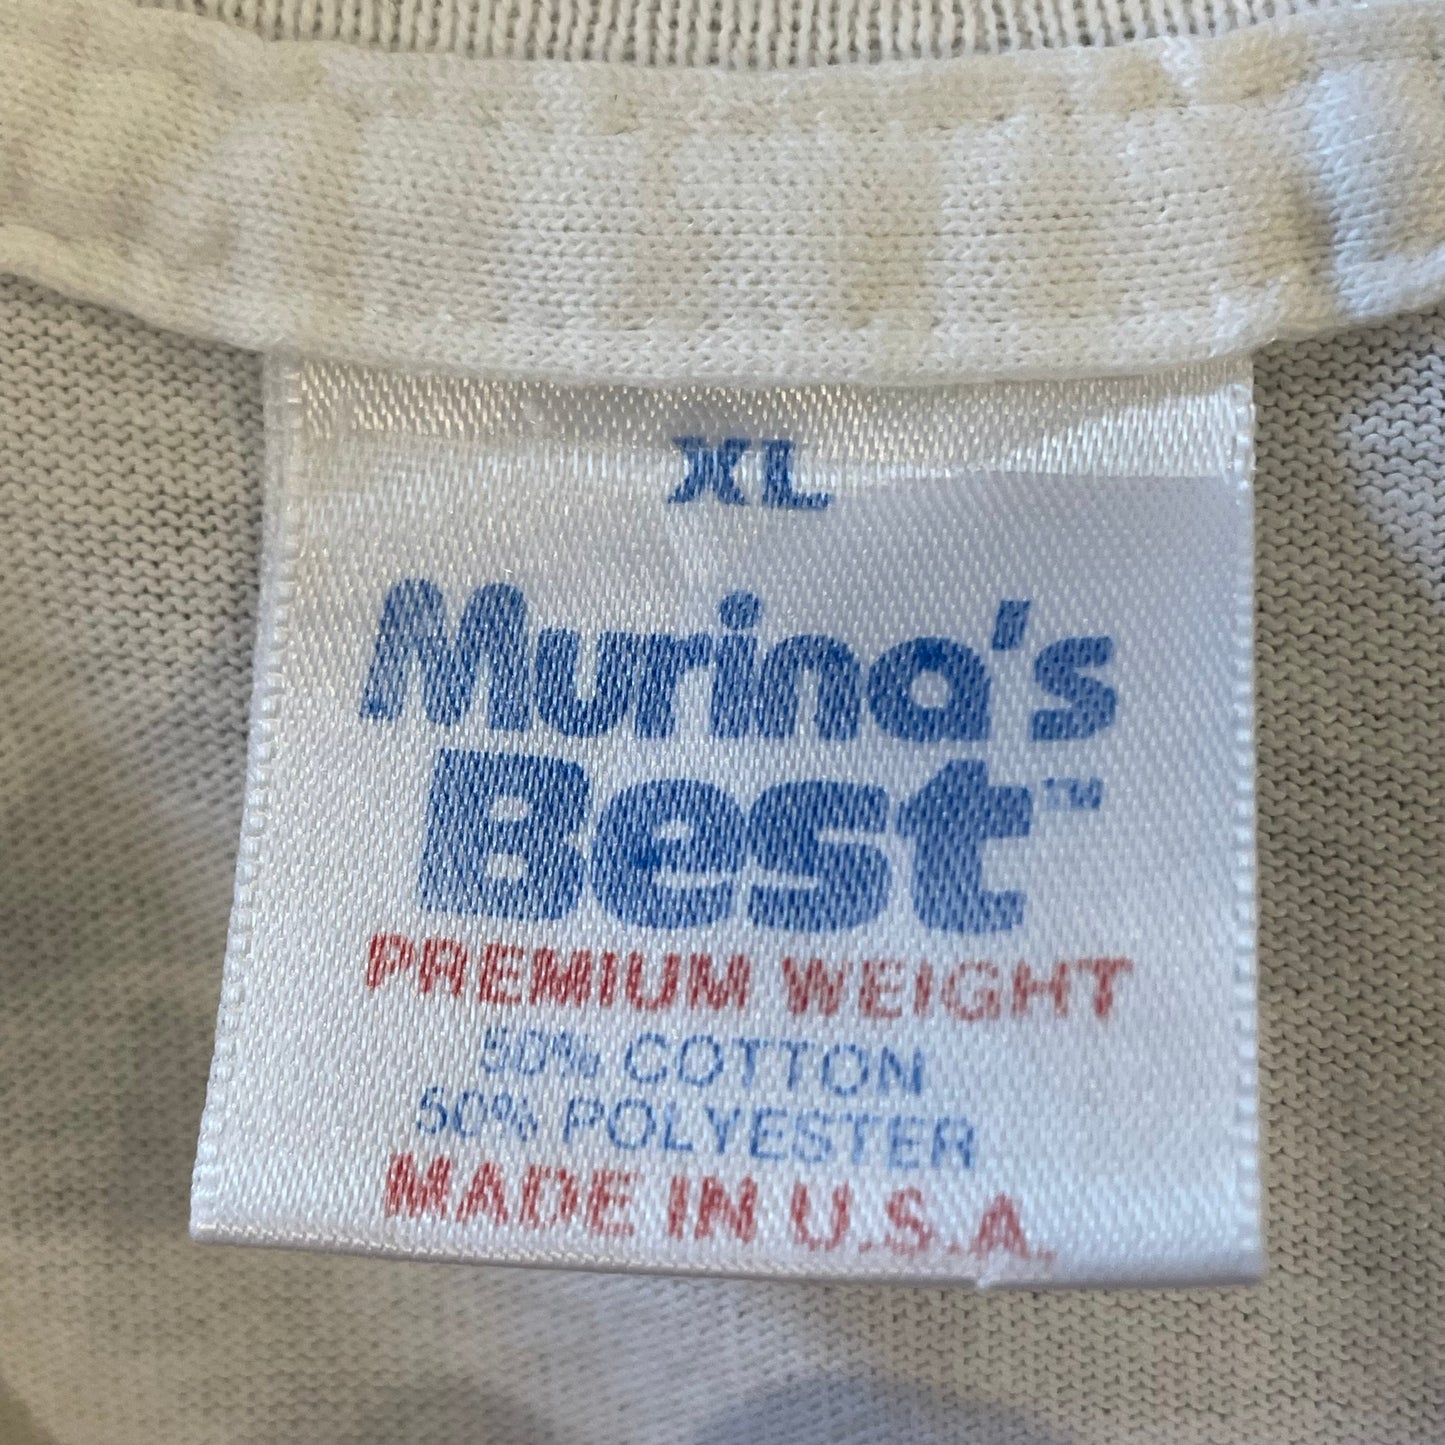 XL
Murina's
Best™
PREMIUM WEIGHT
50% COTTON
50% POLYESTER
MADE IN U.S.A.